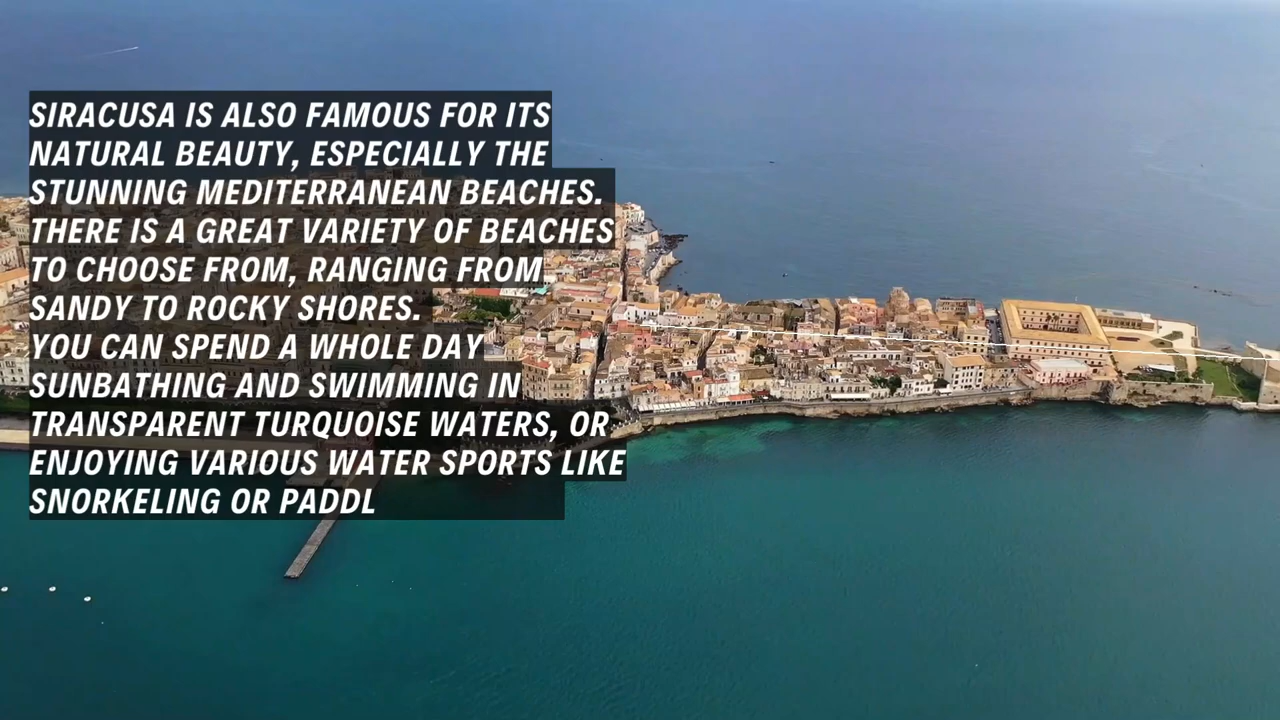 SIRACUSA IS ALSO FAMOUS FOR ITS
NATURAL BEAUTY, ESPECIALLY THE
STUNNING MEDITERRANEAN BEACHES.
THERE IS A GREAT VARIETY OF BEACHES
TO CHOOSE FROM, RANGING FROM
SANDY TO ROCKY SHORES.
YOU CAN SPEND A WHOLE DAY
SUNBATHING AND SWIMMING IN
TRANSPARENT TURQUOISE WATERS, OR
ENJOYING VARIOUS WATER SPORTS LIKE
SNORKELING OR PADDL